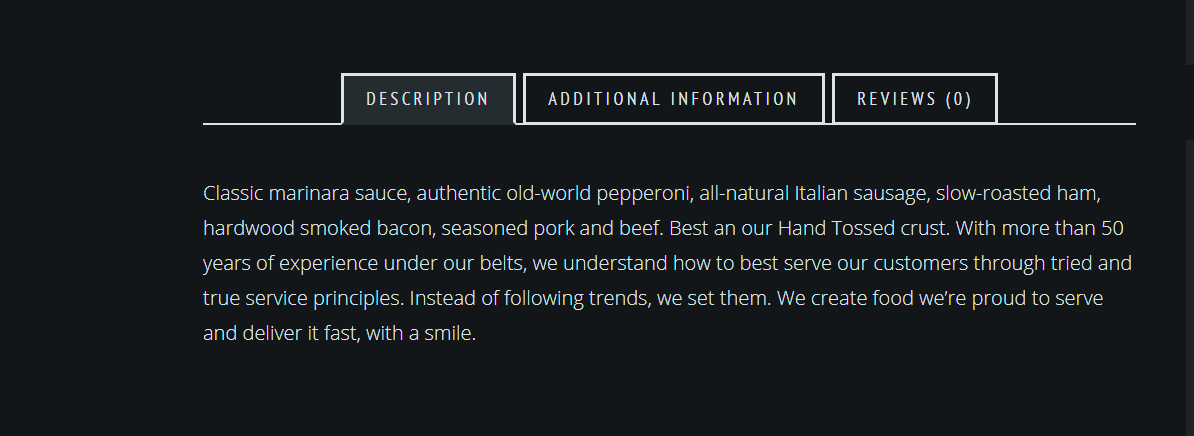 DESCRIPTION ADDITIONAL INFORMATION REVIEWS (0)
Classic marinara sauce, authentic old-world pepperoni, all-natural Italian sausage, slow-roasted ham,
hardwood smoked bacon, seasoned pork and beef. Best an our Hand Tossed crust. With more than 50
years of experience under our belts, we understand how to best serve our customers through tried and
true service principles. Instead of following trends, we set them. We create food we’re proud to serve
and deliver it fast, with a smile.